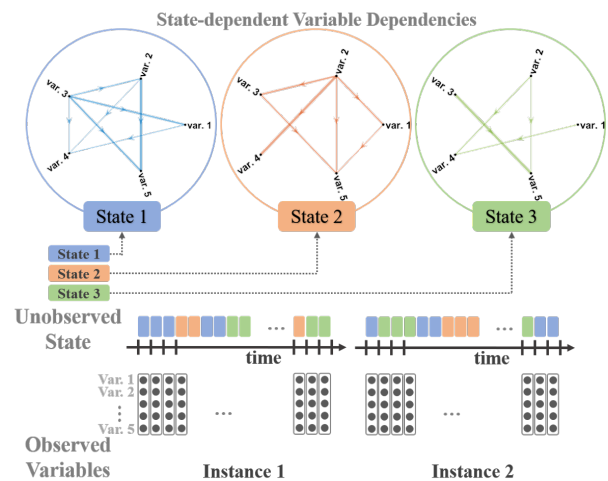 State-dependent Variable Dependencies
var. 2
var. 3
var. 1
var. 4
var. 5
State 1
var. 2
var. 3
var. 1
var. 4
var. 5
State 2
var. 2
var. 3
var. 1
var. 4
var. 5
State 3
State 1
State 2
State 3
Unobserved
State
...
time
...
time
Var. 1
Var. 2
⋮
Var. 5
...
...
Observed
Variables
Instance 1
Instance 2